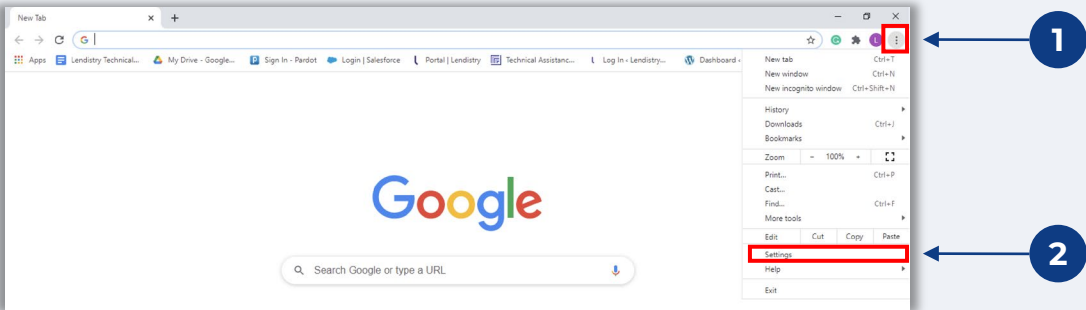 New Tab
G
Apps Lendistry Technical... My Drive - Google... Sign In - Pardot Login | Salesforce Portal | Lendistry Technical Assistanc... Log In ‹ Lendistry... Dashboard ‹
L
1
New tab Ctrl+T
New window Ctrl+N
New incognito window Ctrl+Shift+N
History
Downloads Ctrl+J
Bookmarks
Zoom - 100% +
Print... Ctrl+P
Cast...
Find... Ctrl+F
More tools
Edit Cut Copy Paste
Settings
2
Help
Exit
Google
Search Google or type a URL